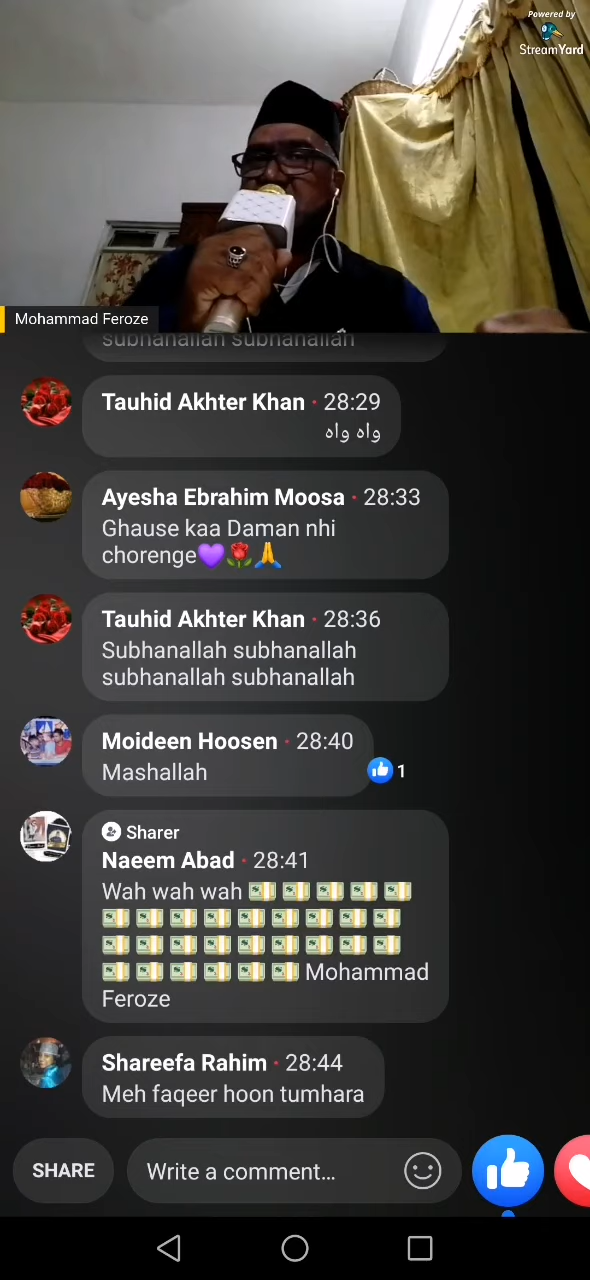 Powered by
StreamYard
Mohammad Feroze
subhanallah subhanallah
Tauhid Akhter Khan · 28:29
واہ واہ
Ayesha Ebrahim Moosa · 28:33
Ghause kaa Daman nhi
chorenge💜🌹🙏
Tauhid Akhter Khan · 28:36
Subhanallah subhanallah
subhanallah subhanallah
Moideen Hoosen · 28:40
Mashallah
1
Sharer
Naeem Abad · 28:41
Wah wah wah 💵 💵 💵 💵 💵
💵 💵 💵 💵 💵 💵 💵 💵 💵
💵 💵 💵 💵 💵 💵 💵 💵 💵
💵 💵 💵 💵 💵 💵 Mohammad
Feroze
Shareefa Rahim · 28:44
Meh faqeer hoon tumhara
SHARE
Write a comment...